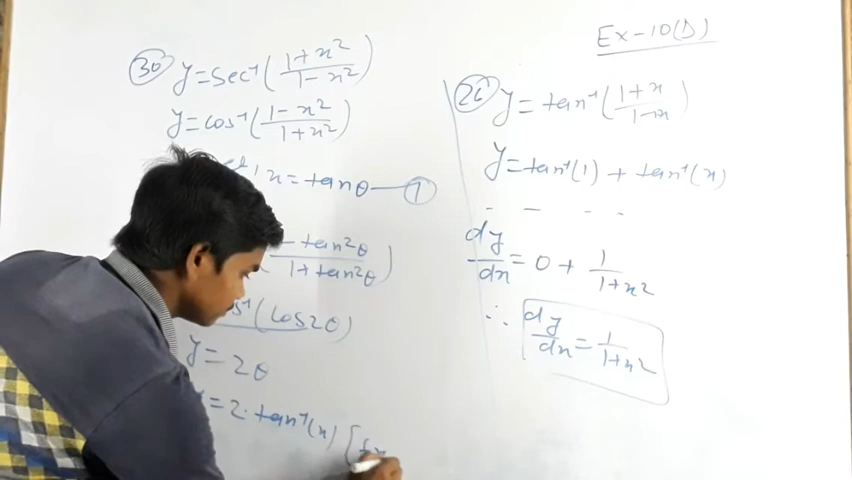 Ex-10(D)
(30) y = Sec⁻¹ ( (1+x²)/(1-x²) )
y = cos⁻¹ ( (1-x²)/(1+x²) )
x = tanθ — (1)
- tan²θ / 1+tan²θ )
(cos2θ)
y = 2θ
= 2·tan⁻¹(x) [
(26) y = tan⁻¹ ( (1+x)/(1-x) )
y = tan⁻¹(1) + tan⁻¹(x)
dy/dx = 0 + 1/(1+x²)
∴ dy/dx = 1/(1+x²)